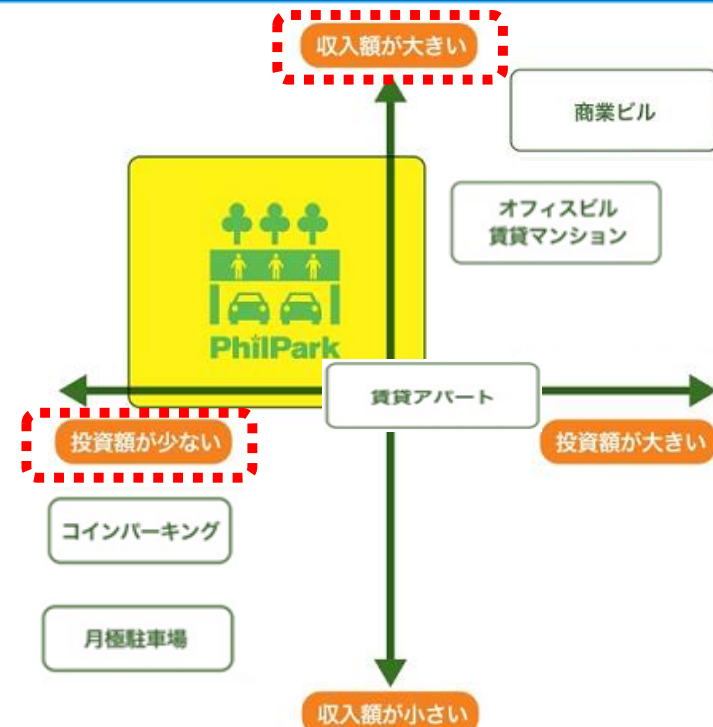 収入額が大きい
商業ビル
オフィスビル
賃貸マンション
PhilPark
賃貸アパート
投資額が少ない
投資額が大きい
コインパーキング
月極駐車場
収入額が小さい